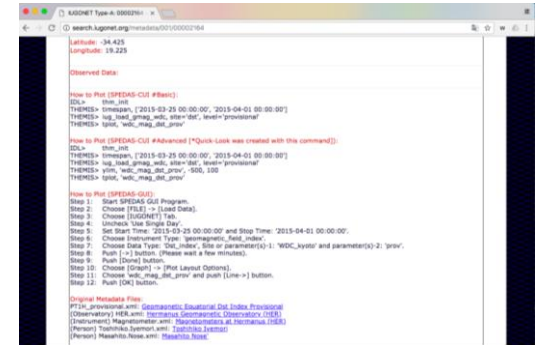 IUGONET Type-A: 00002164
search.iugonet.org/metadata/001/00002164
Latitude: -34.425
Longitude: 19.225
Observed Data:
How to Plot (SPEDAS-CUI #Basic):
IDL> thm_init
THEMIS> timespan, ['2015-03-25 00:00:00', '2015-04-01 00:00:00']
THEMIS> iug_load_gmag_wdc, site='dst', level='provisional'
THEMIS> tplot, 'wdc_mag_dst_prov'
How to Plot (SPEDAS-CUI #Advanced [*Quick-Look was created with this command]):
IDL> thm_init
THEMIS> timespan, ['2015-03-25 00:00:00', '2015-04-01 00:00:00']
THEMIS> iug_load_gmag_wdc, site='dst', level='provisional'
THEMIS> ylim, 'wdc_mag_dst_prov', -500, 100
THEMIS> tplot, 'wdc_mag_dst_prov'
How to Plot (SPEDAS-GUI):
Step 1: Start SPEDAS GUI Program.
Step 2: Choose [FILE] -> [Load Data].
Step 3: Choose [IUGONET] Tab.
Step 4: Uncheck 'Use Single Day'.
Step 5: Set Start Time: '2015-03-25 00:00:00' and Stop Time: '2015-04-01 00:00:00'.
Step 6: Choose Instrument Type: 'geomagnetic_field_index'.
Step 7: Choose Data Type: 'Dst_index', Site or parameter(s)-1: 'WDC_kyoto' and parameter(s)-2: 'prov'.
Step 8: Push [->] button. (Please wait a few minutes).
Step 9: Push [Done] button.
Step 10: Choose [Graph] -> [Plot Layout Options].
Step 11: Choose 'wdc_mag_dst_prov' and push [Line->] button.
Step 12: Push [OK] button.
Original Metadata Files:
PT1H_provisional.xml: Geomagnetic Equatorial Dst Index Provisional
(Observatory) HER.xml: Hermanus Geomagnetic Observatory (HER)
(Instrument) Magnetometer.xml: Magnetometers at Hermanus (HER)
(Person) Toshihiko.Iyemori.xml: Toshihiko Iyemori
(Person) Masahito.Nose.xml: Masahito Nose'